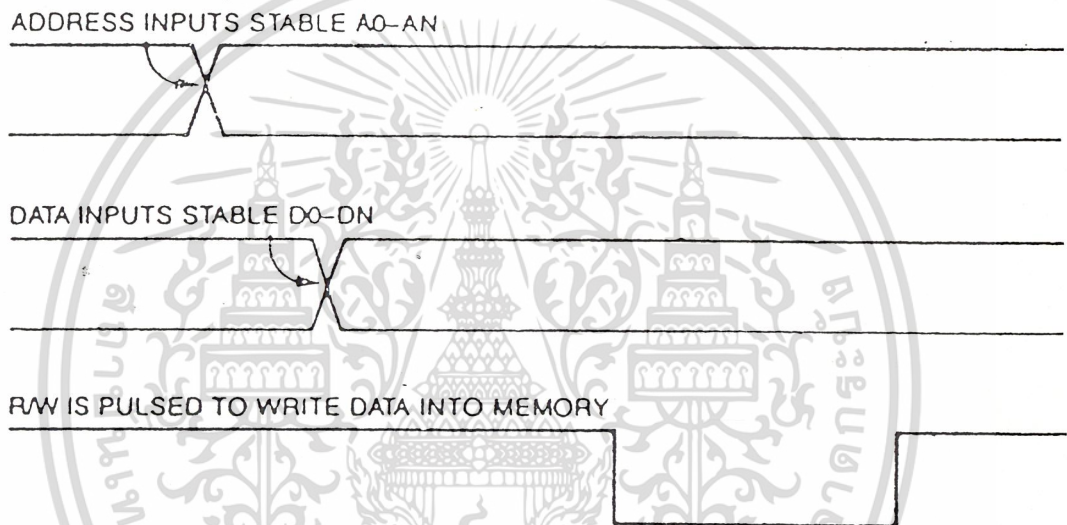 ADDRESS INPUTS STABLE A0-AN
DATA INPUTS STABLE D0-DN
R/W IS PULSED TO WRITE DATA INTO MEMORY